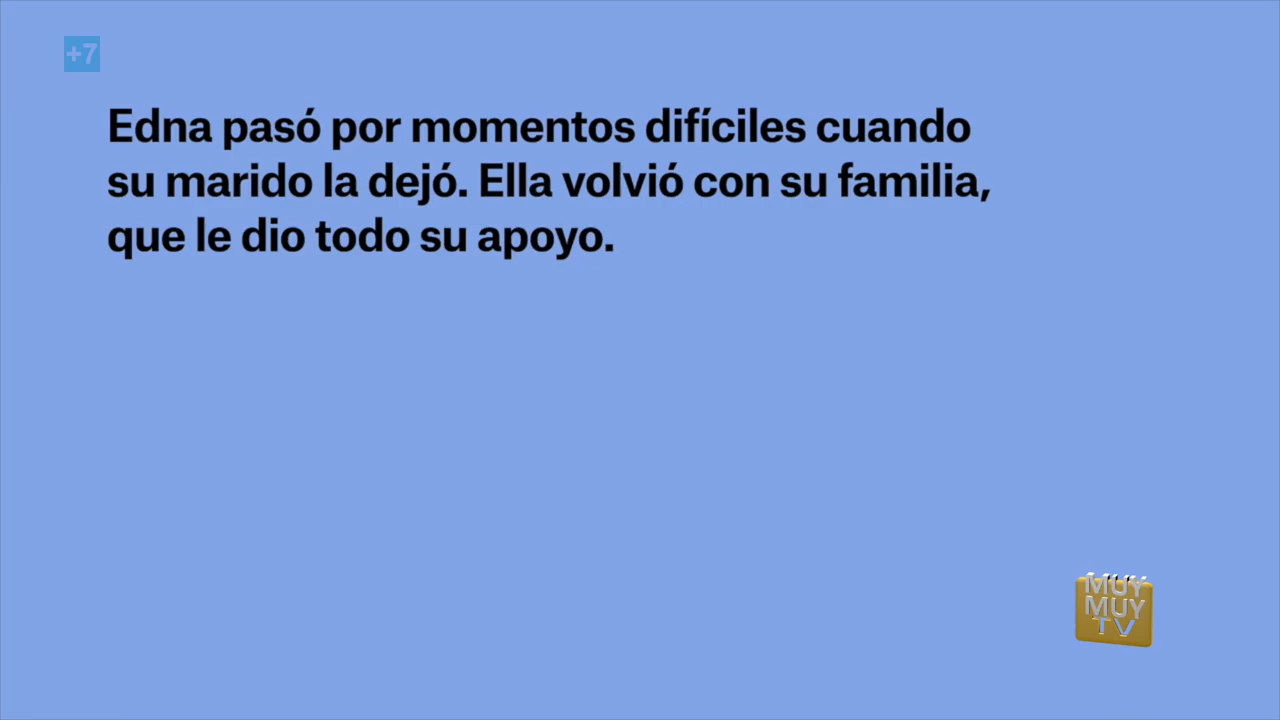 +7
Edna pasó por momentos difíciles cuando
su marido la dejó. Ella volvió con su familia,
que le dio todo su apoyo.
MUY
MUY
TV